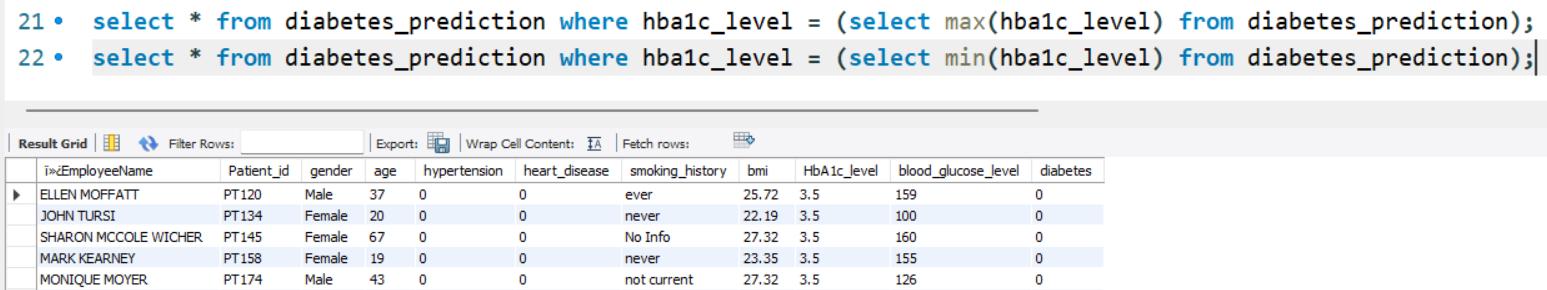 21 select * from diabetes_prediction where hba1c_level = (select max(hba1c_level) from diabetes_prediction);
22 select * from diabetes_prediction where hba1c_level = (select min(hba1c_level) from diabetes_prediction);
Result Grid Filter Rows: Export: Wrap Cell Content: IA Fetch rows:
ï»¿EmployeeName Patient_id gender age hypertension heart_disease smoking_history bmi HbA1c_level blood_glucose_level diabetes
ELLEN MOFFATT PT120 Male 37 0 0 ever 25.72 3.5 159 0
JOHN TURSI PT134 Female 20 0 0 never 22.19 3.5 100 0
SHARON MCCOLE WICHER PT145 Female 67 0 0 No Info 27.32 3.5 160 0
MARK KEARNEY PT158 Female 19 0 0 never 23.35 3.5 155 0
MONIQUE MOYER PT174 Male 43 0 0 not current 27.32 3.5 126 0